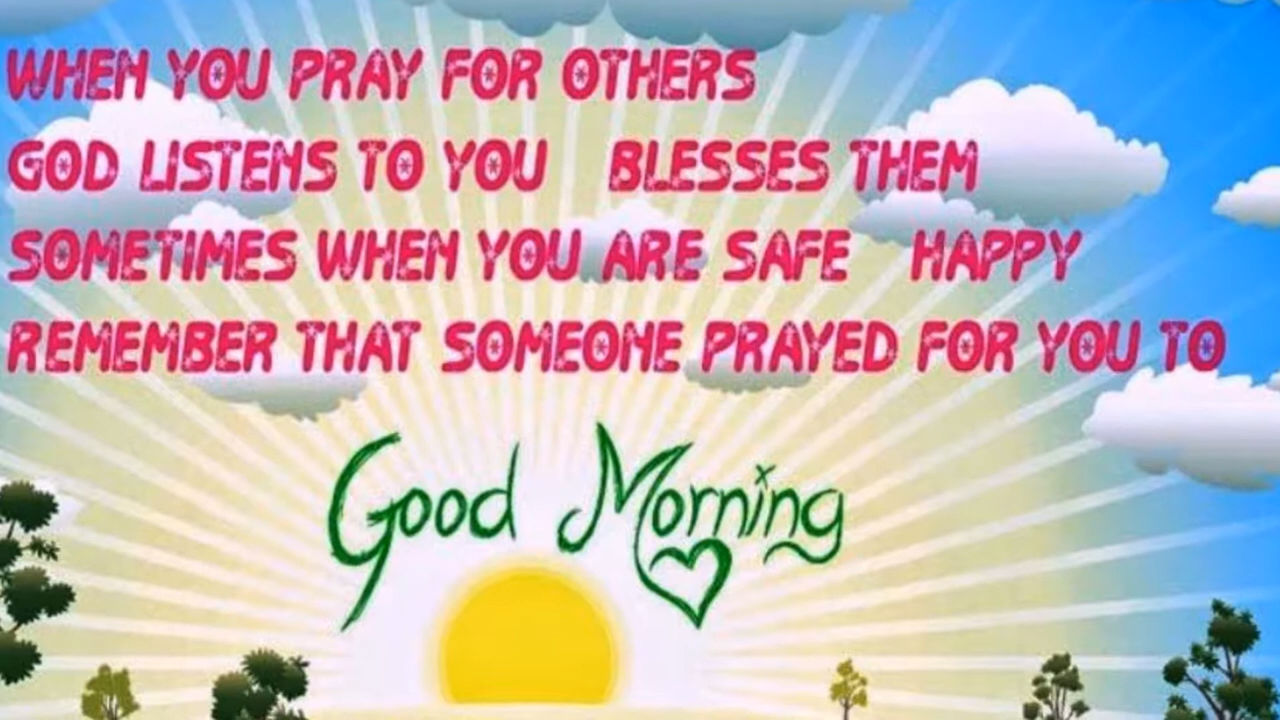 WHEN YOU PRAY FOR OTHERS
GOD LISTENS TO YOU BLESSES THEM
SOMETIMES WHEN YOU ARE SAFE HAPPY
REMEMBER THAT SOMEONE PRAYED FOR YOU TO
Good Morning